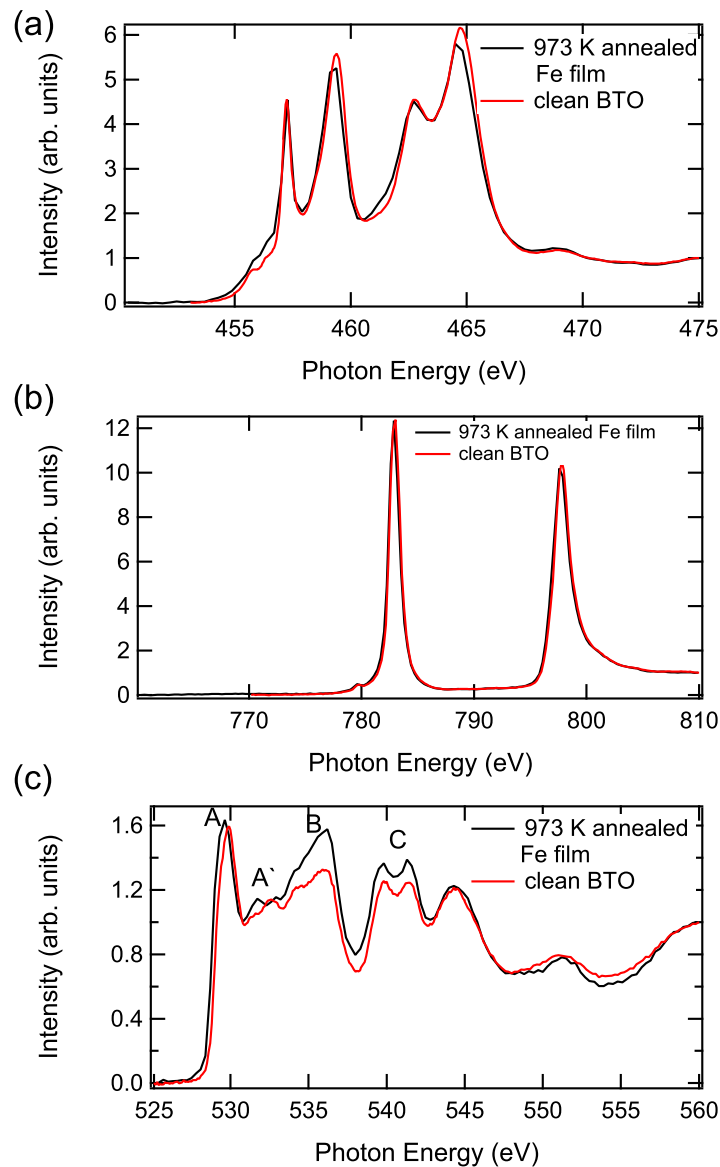 (a)
6
5
4
3
2
1
0
Intensity (arb. units)
973 K annealed
Fe film
clean BTO
455 460 465 470 475
Photon Energy (eV)
(b)
12
10
8
6
4
2
0
Intensity (arb. units)
973 K annealed Fe film
clean BTO
770 780 790 800 810
Photon Energy (eV)
(c)
1.6
1.2
0.8
0.4
0.0
Intensity (arb. units)
A
A`
B
C
973 K annealed
Fe film
clean BTO
525 530 535 540 545 550 555 560
Photon Energy (eV)